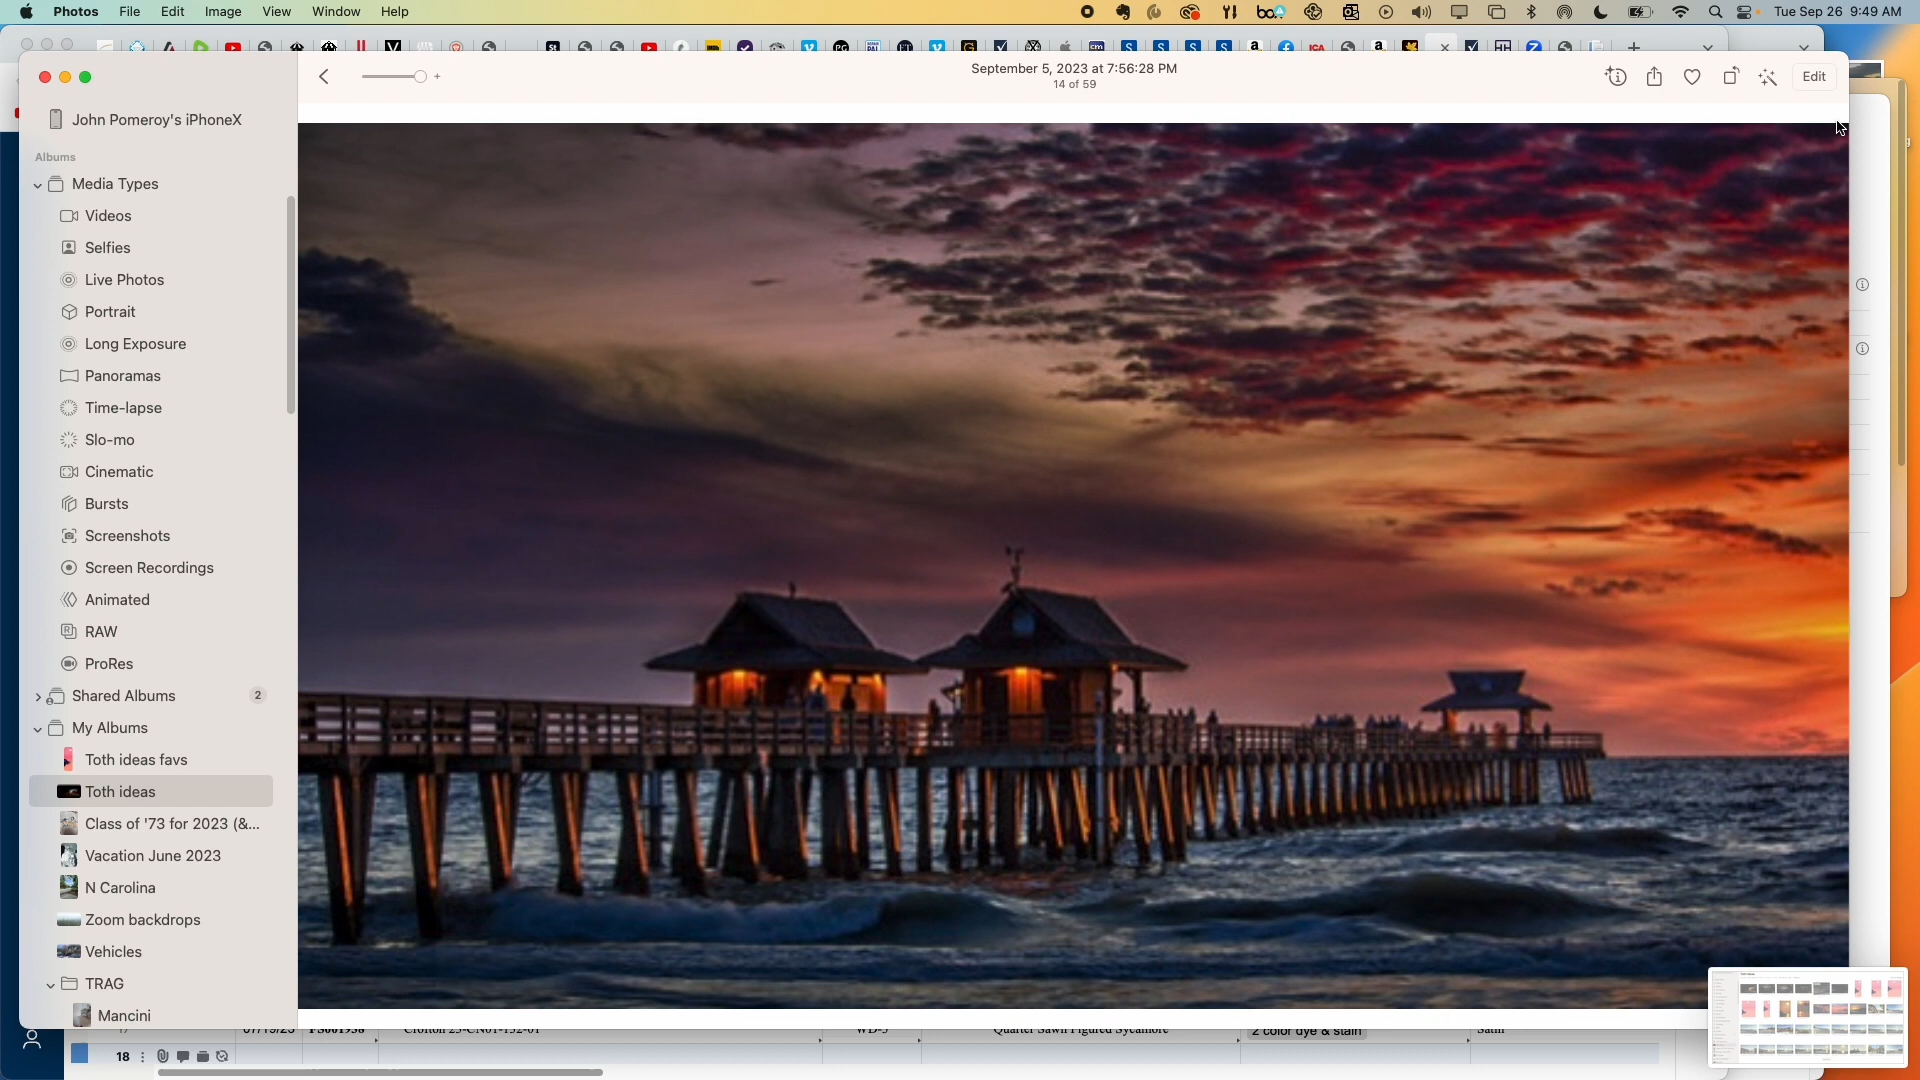 Photos File Edit Image View Window Help
Tue Sep 26 9:49 AM
September 5, 2023 at 7:56:28 PM
14 of 59
Edit
John Pomeroy's iPhoneX
Albums
Media Types
Videos
Selfies
Live Photos
Portrait
Long Exposure
Panoramas
Time-lapse
Slo-mo
Cinematic
Bursts
Screenshots
Screen Recordings
Animated
RAW
ProRes
Shared Albums 2
My Albums
Toth ideas favs
Toth ideas
Class of '73 for 2023 (&...
Vacation June 2023
N Carolina
Zoom backdrops
Vehicles
TRAG
Mancini
Quarter Sawn Figured Sycamore 2 color dye & stain Satin
18